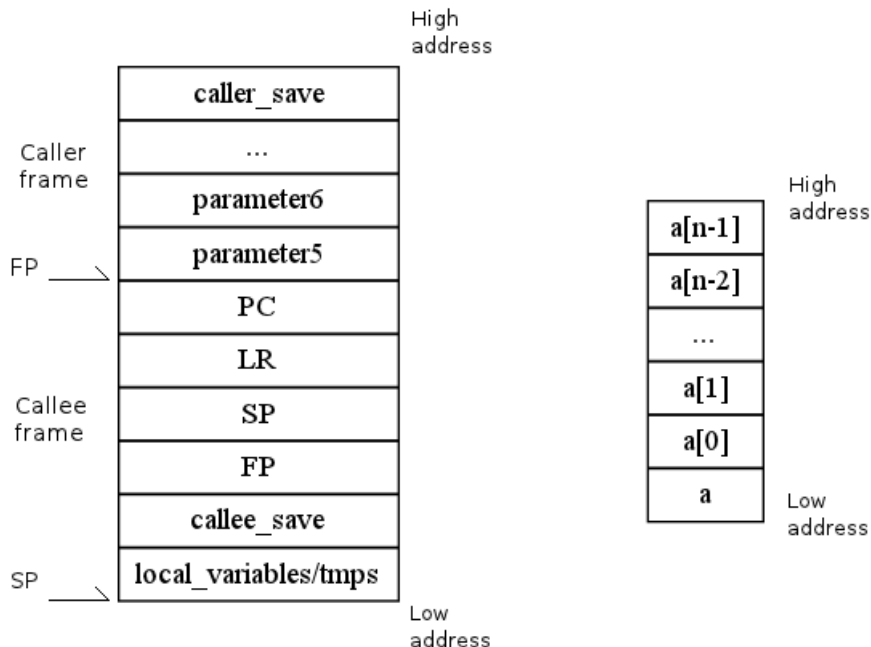 High
address
caller_save
...
Caller
frame
parameter6
parameter5
FP
PC
LR
Callee
frame
SP
FP
callee_save
SP
local_variables/tmps
Low
address
High
address
a[n-1]
a[n-2]
...
a[1]
a[0]
a
Low
address